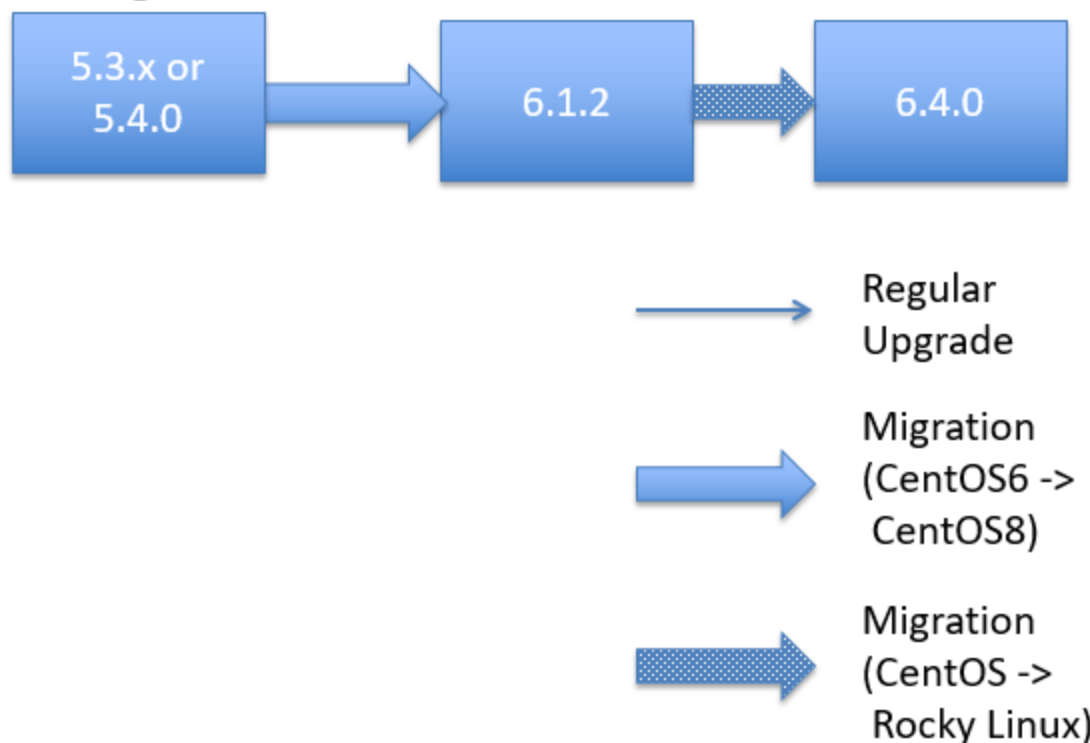 5.3.x or
5.4.0
6.1.2
6.4.0
Regular
Upgrade
Migration
(CentOS6 ->
CentOS8)
Migration
(CentOS ->
Rocky Linux)